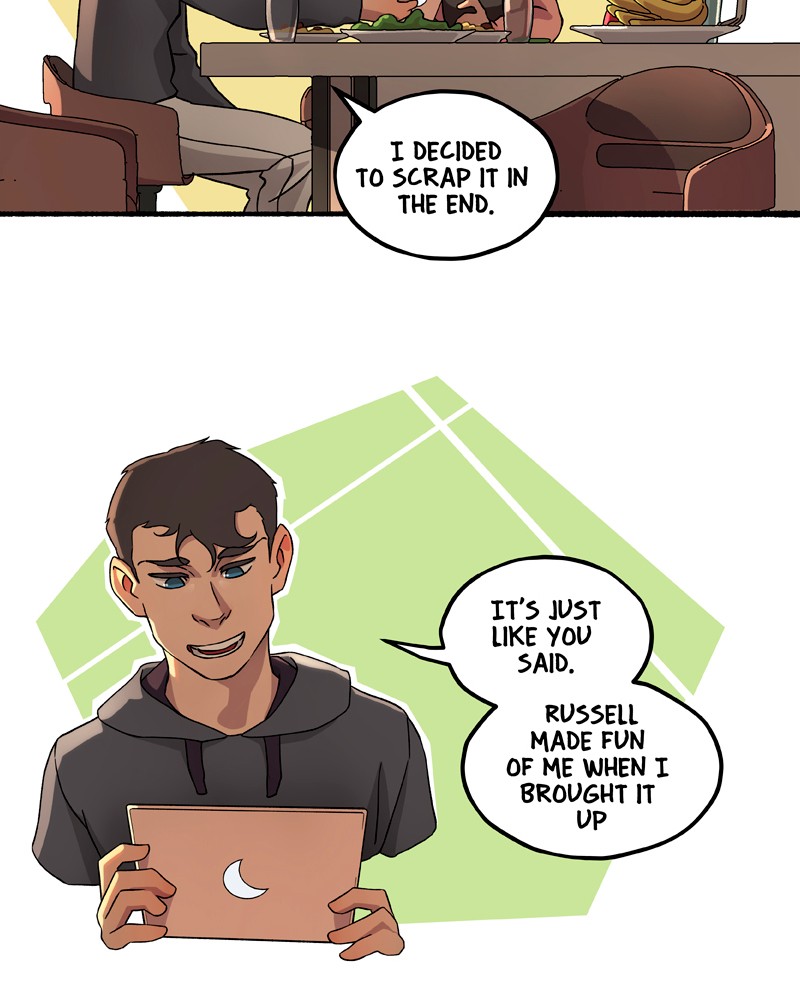 I DECIDED
TO SCRAP IT IN
THE END.
IT'S JUST
LIKE YOU
SAID.
RUSSELL
MADE FUN
OF ME WHEN I
BROUGHT IT
UP